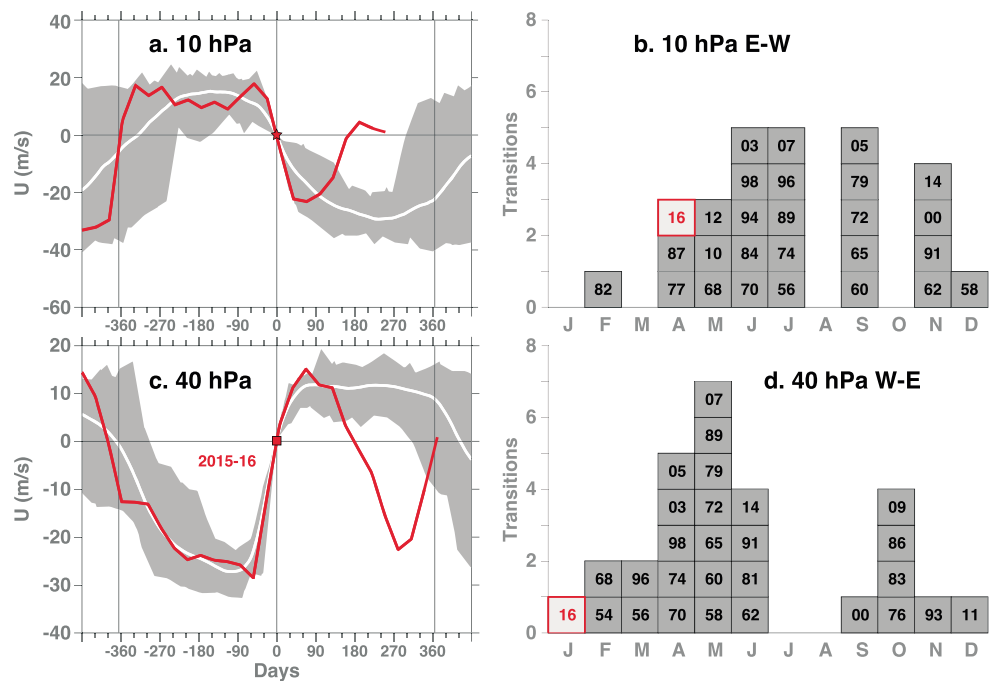 a. 10 hPa
40
20
0
-20
-40
-60
U (m/s)
-360 -270 -180 -90 0 90 180 270 360
b. 10 hPa E-W
8
6
4
2
0
Transitions
03 07 05
98 96 79 14
16 12 94 89 72 00
87 10 84 74 65 91
82 77 68 70 56 60 62 58
J F M A M J J A S O N D
c. 40 hPa
20
10
0
-10
-20
-30
-40
U (m/s)
2015-16
-360 -270 -180 -90 0 90 180 270 360
Days
d. 40 hPa W-E
8
6
4
2
0
Transitions
07
89
05 79
03 72 14 09
98 65 91 86
68 96 74 60 81 83
16 54 56 70 58 62 00 76 93 11
J F M A M J J A S O N D